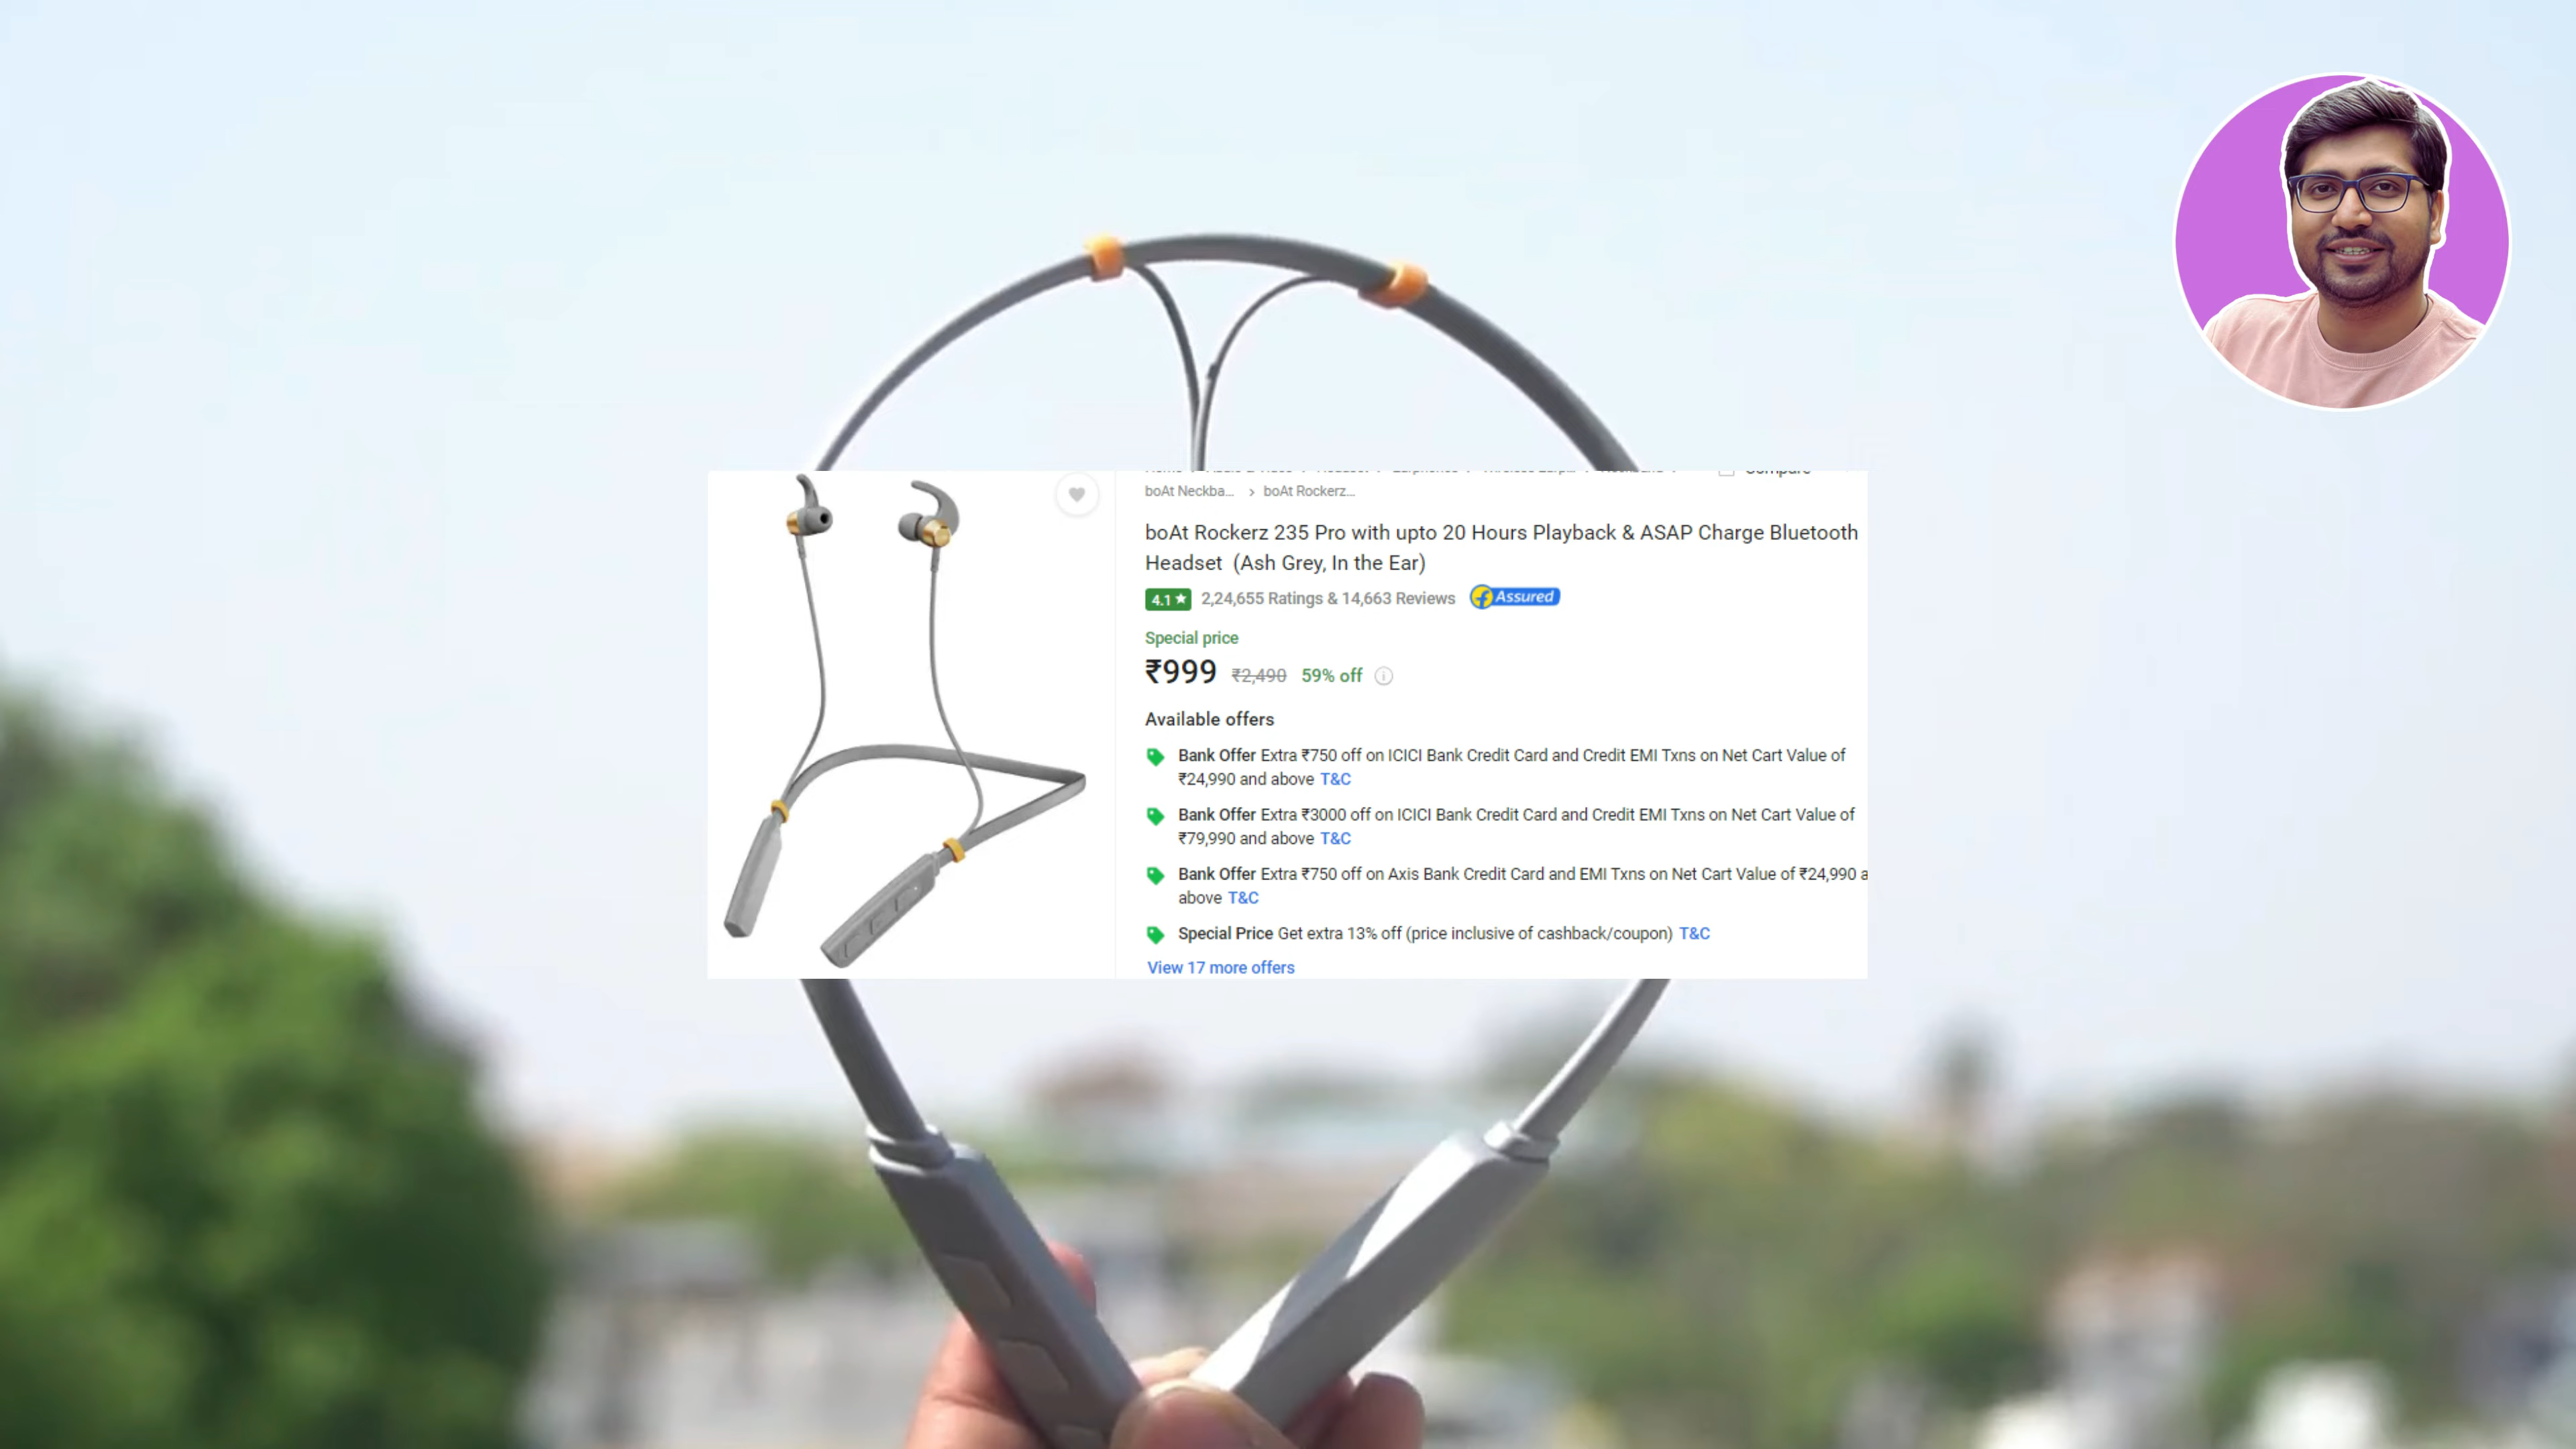 boAt Neckba... > boAt Rockerz...
boAt Rockerz 235 Pro with upto 20 Hours Playback & ASAP Charge Bluetooth
Headset (Ash Grey, In the Ear)
4.1★ 2,24,655 Ratings & 14,663 Reviews Assured
Special price
₹999 ₹2,490 59% off
Available offers
Bank Offer Extra ₹750 off on ICICI Bank Credit Card and Credit EMI Txns on Net Cart Value of
₹24,990 and above T&C
Bank Offer Extra ₹3000 off on ICICI Bank Credit Card and Credit EMI Txns on Net Cart Value of
₹79,990 and above T&C
Bank Offer Extra ₹750 off on Axis Bank Credit Card and EMI Txns on Net Cart Value of ₹24,990 a
above T&C
Special Price Get extra 13% off (price inclusive of cashback/coupon) T&C
View 17 more offers